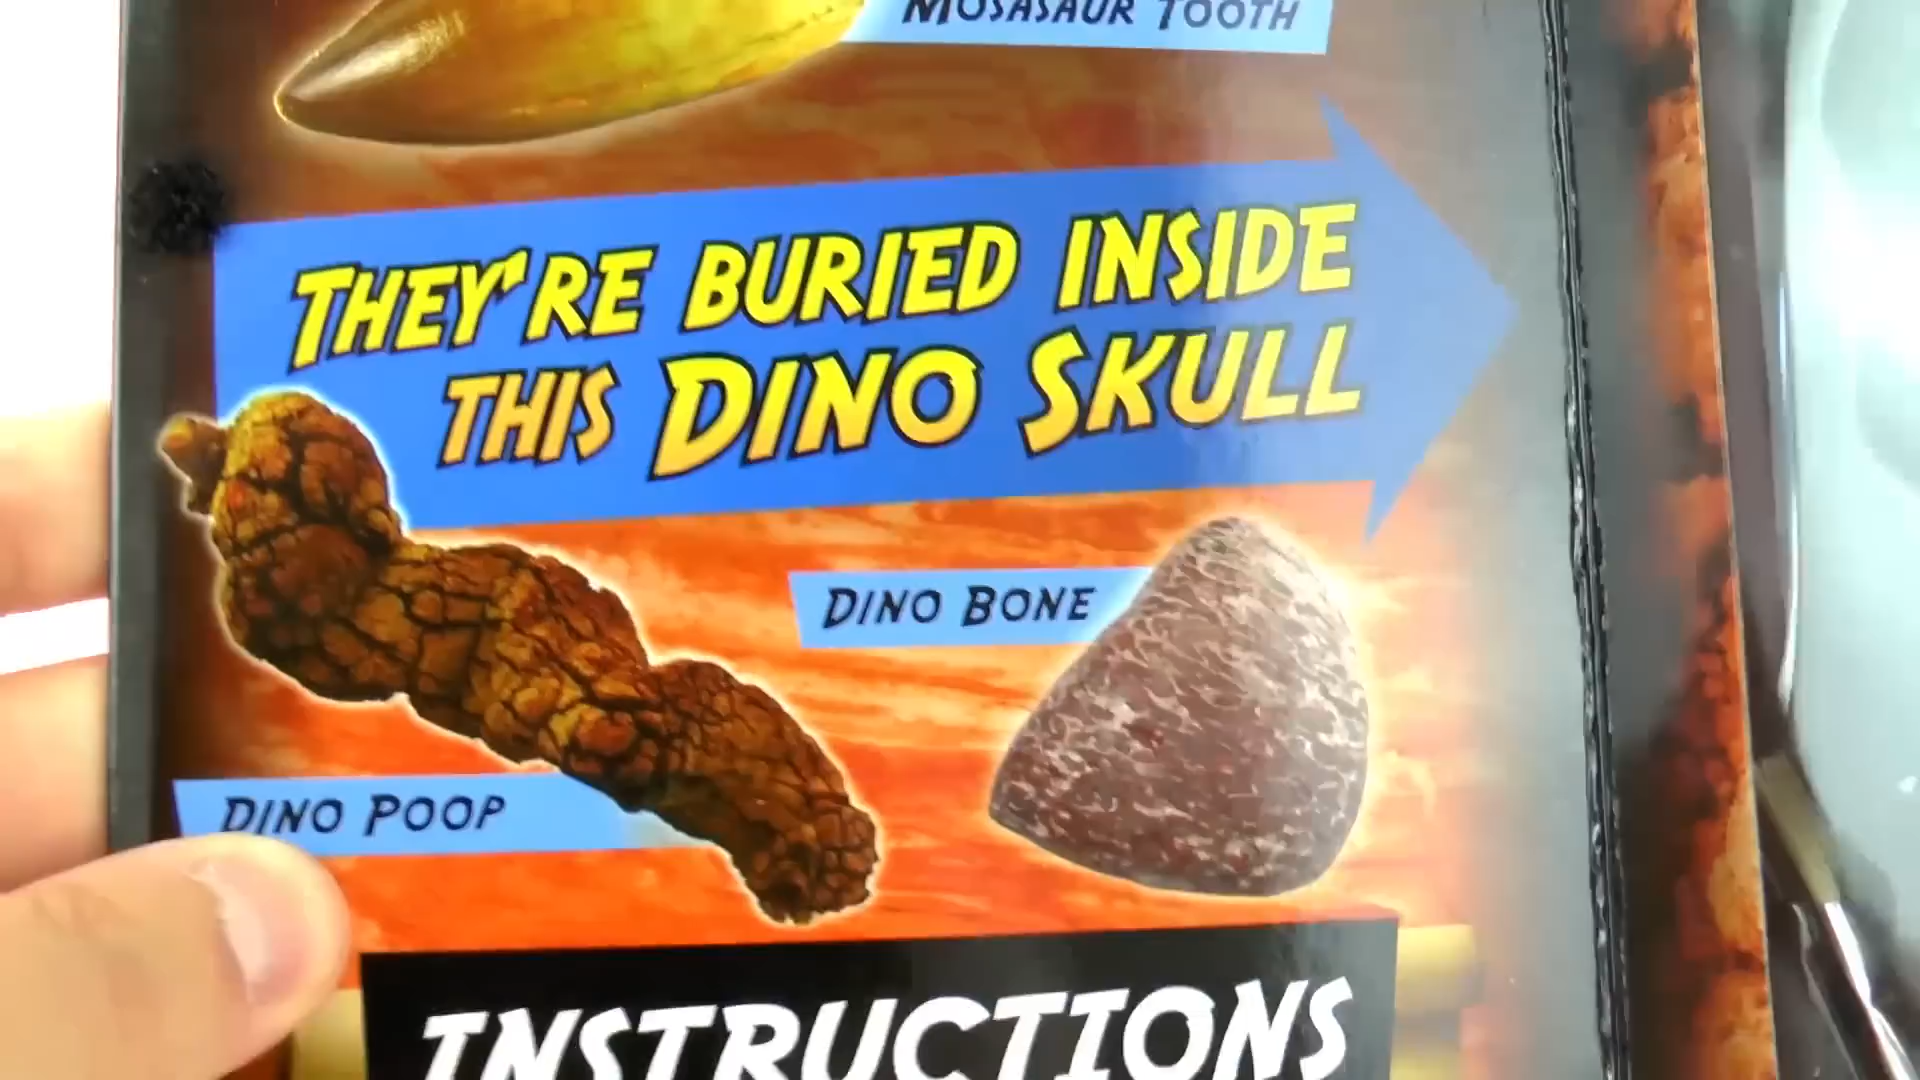 MOSASAUR TOOTH
THEY'RE BURIED INSIDE
THIS DINO SKULL
DINO BONE
DINO POOP
INSTRUCTIONS